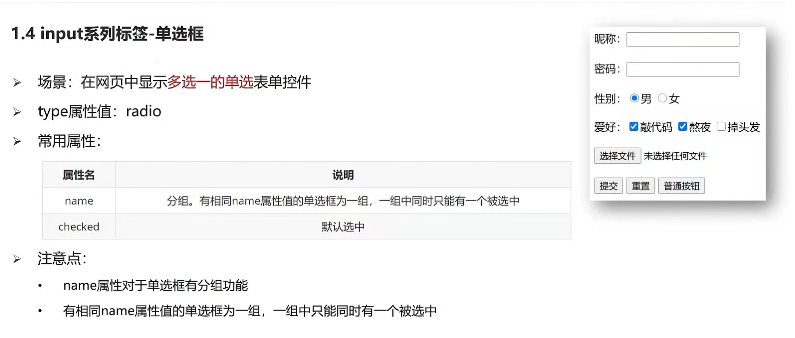 1.4 input系列标签-单选框
场景：在网页中显示多选一的单选表单控件
type属性值：radio
常用属性：
属性名 说明
name 分组。有相同name属性值的单选框为一组，一组中同时只能有一个被选中
checked 默认选中
注意点：
name属性对于单选框有分组功能
有相同name属性值的单选框为一组，一组中只能同时有一个被选中
昵称：
密码：
性别：男 女
爱好：敲代码 熬夜 掉头发
选择文件 未选择任何文件
提交 重置 普通按钮